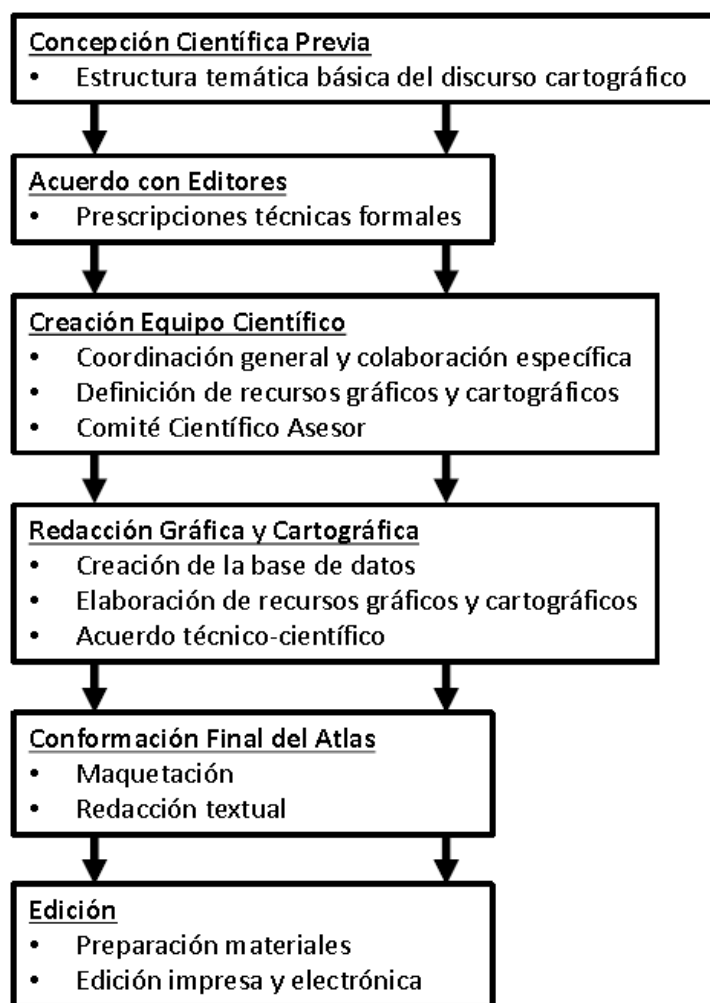 Concepción Científica Previa
• Estructura temática básica del discurso cartográfico
Acuerdo con Editores
• Prescripciones técnicas formales
Creación Equipo Científico
• Coordinación general y colaboración específica
• Definición de recursos gráficos y cartográficos
• Comité Científico Asesor
Redacción Gráfica y Cartográfica
• Creación de la base de datos
• Elaboración de recursos gráficos y cartográficos
• Acuerdo técnico-científico
Conformación Final del Atlas
• Maquetación
• Redacción textual
Edición
• Preparación materiales
• Edición impresa y electrónica